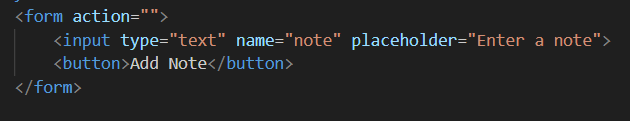 <form action="">
<input type="text" name="note" placeholder="Enter a note">
<button>Add Note</button>
</form>